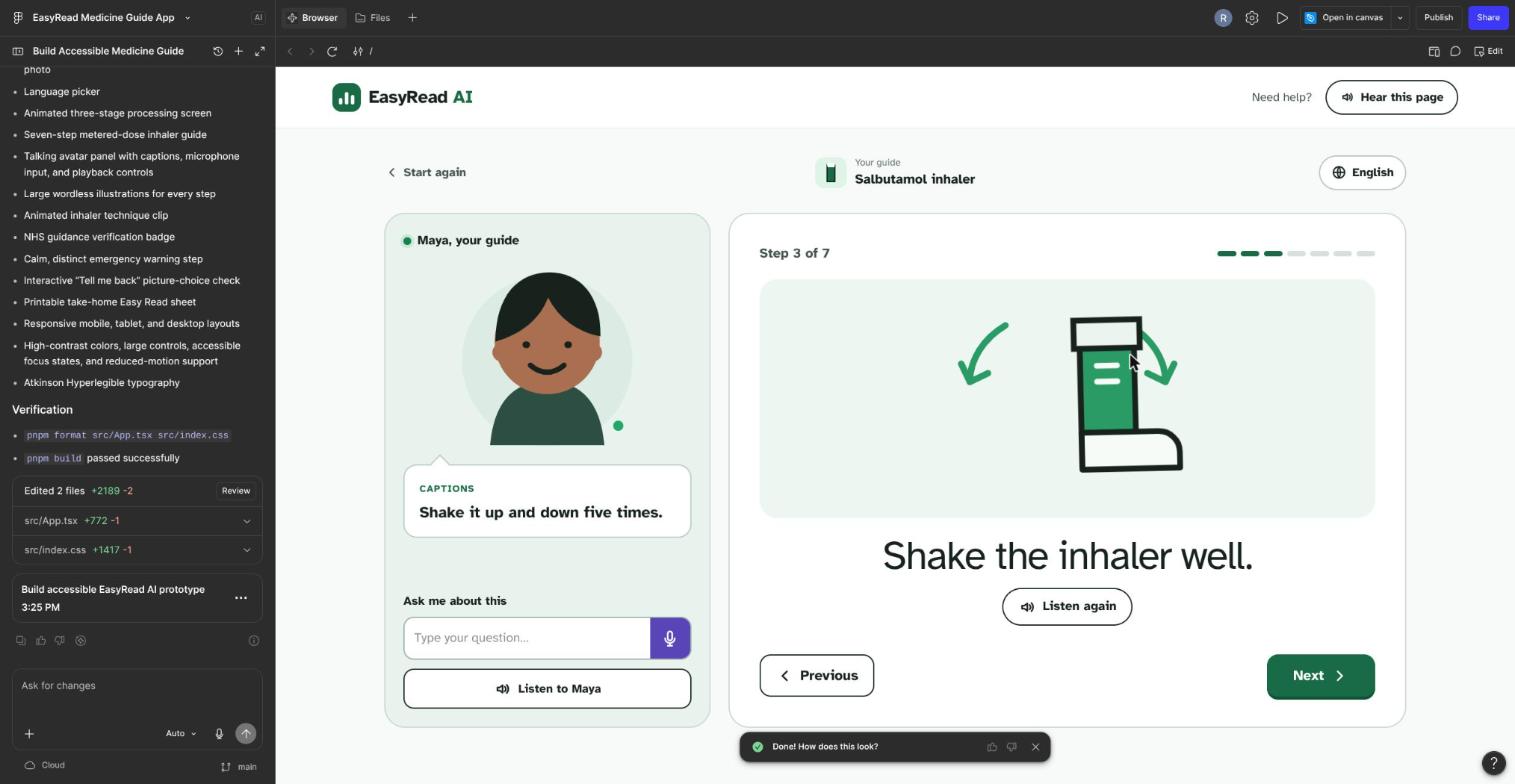 EasyRead Medicine Guide App
AI
Browser
Files
R
Open in canvas
Publish
Share
Build Accessible Medicine Guide
/
Edit
photo
Language picker
Animated three-stage processing screen
Seven-step metered-dose inhaler guide
Talking avatar panel with captions, microphone
input, and playback controls
Large wordless illustrations for every step
Animated inhaler technique clip
NHS guidance verification badge
Calm, distinct emergency warning step
Interactive “Tell me back” picture-choice check
Printable take-home Easy Read sheet
Responsive mobile, tablet, and desktop layouts
High-contrast colors, large controls, accessible
focus states, and reduced-motion support
Atkinson Hyperlegible typography
Verification
pnpm format src/App.tsx src/index.css
pnpm build passed successfully
Edited 2 files +2189 -2
Review
src/App.tsx +772 -1
src/index.css +1417 -1
Build accessible EasyRead AI prototype
3:25 PM
Ask for changes
Auto
Cloud
main
EasyRead AI
Need help?
Hear this page
Start again
Your guide
Salbutamol inhaler
English
Maya, your guide
CAPTIONS
Shake it up and down five times.
Ask me about this
Type your question...
Listen to Maya
Step 3 of 7
Shake the inhaler well.
Listen again
Previous
Next
Done! How does this look?
?